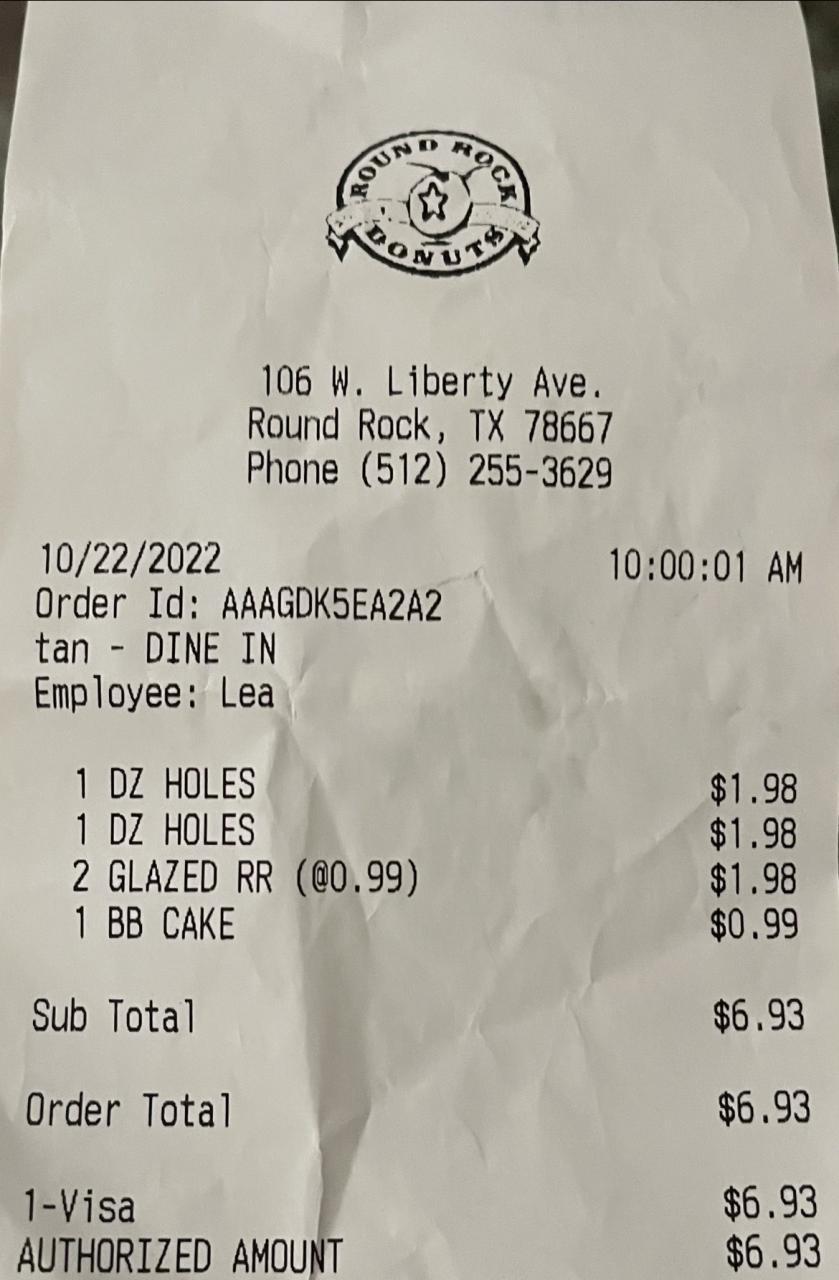 ROUND ROCK
DONUTS
106 W. Liberty Ave.
Round Rock, TX 78667
Phone (512) 255-3629
10/22/2022 10:00:01 AM
Order Id: AAAGDK5EA2A2
tan - DINE IN
Employee: Lea
1 DZ HOLES $1.98
1 DZ HOLES $1.98
2 GLAZED RR (@0.99) $1.98
1 BB CAKE $0.99
Sub Total $6.93
Order Total $6.93
1-Visa $6.93
AUTHORIZED AMOUNT $6.93